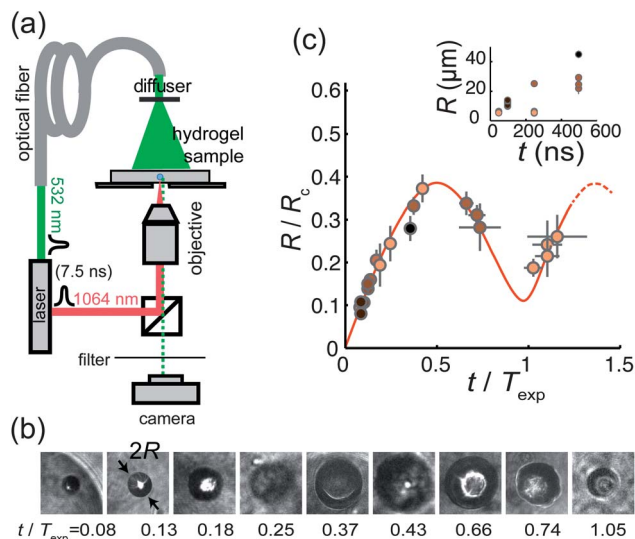 (a)
optical fiber
diffuser
hydrogel
sample
532 nm
objective
(7.5 ns)
1064 nm
laser
filter
camera
(c)
R (μm)
40
20
0
0 200 400 600
t (ns)
R / Rc
0.6
0.5
0.4
0.3
0.2
0.1
0
0 0.5 1 1.5
t / Texp
(b)
2R
t / Texp=0.08 0.13 0.18 0.25 0.37 0.43 0.66 0.74 1.05